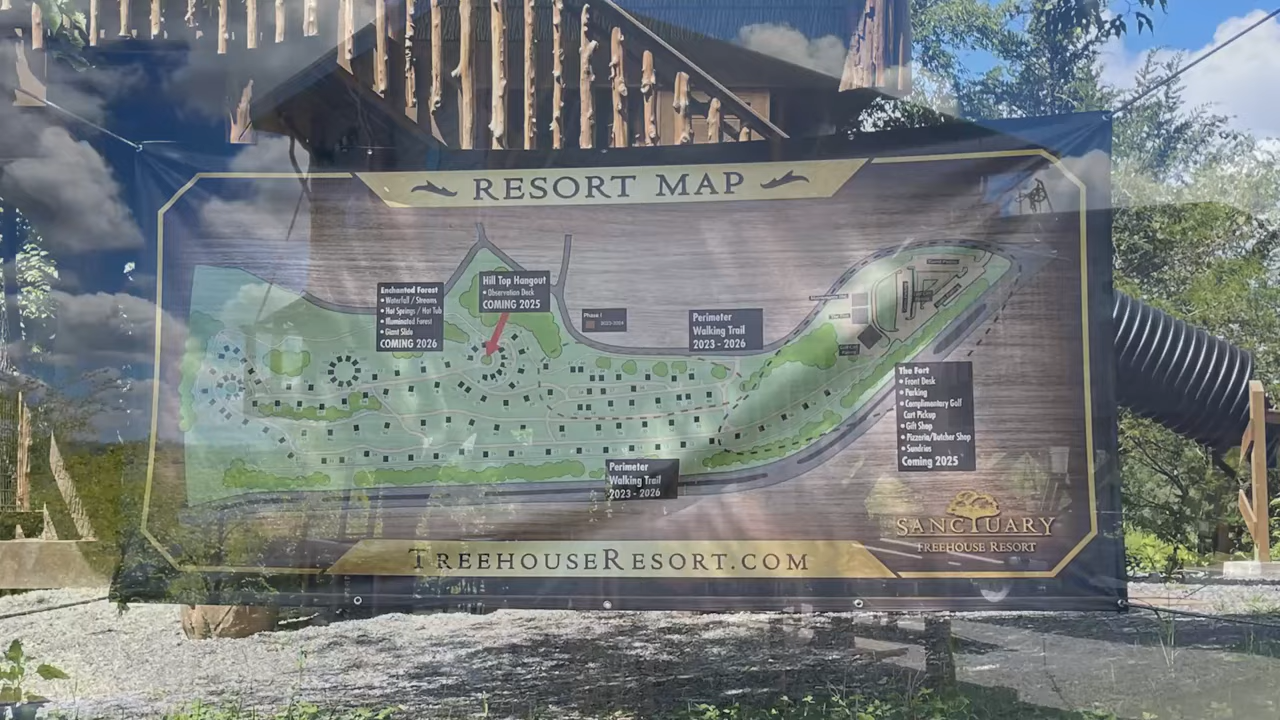 RESORT MAP
Enchanted Forest
• Waterfall / Streams
• Hot Springs / Hot Tub
• Illuminated Forest
• Giant Slide
COMING 2026
Hill Top Hangout
• Observation Deck
COMING 2025
Phase I
2023-2024
Perimeter
Walking Trail
2023 - 2026
The Fort
• Front Desk
• Parking
• Complimentary Golf
Cart Pickup
• Gift Shop
• Pizzeria/Butcher Shop
• Sundries
Coming 2025
Perimeter
Walking Trail
2023 - 2026
SANCTUARY
TREEHOUSE RESORT
TREEHOUSERESORT.COM